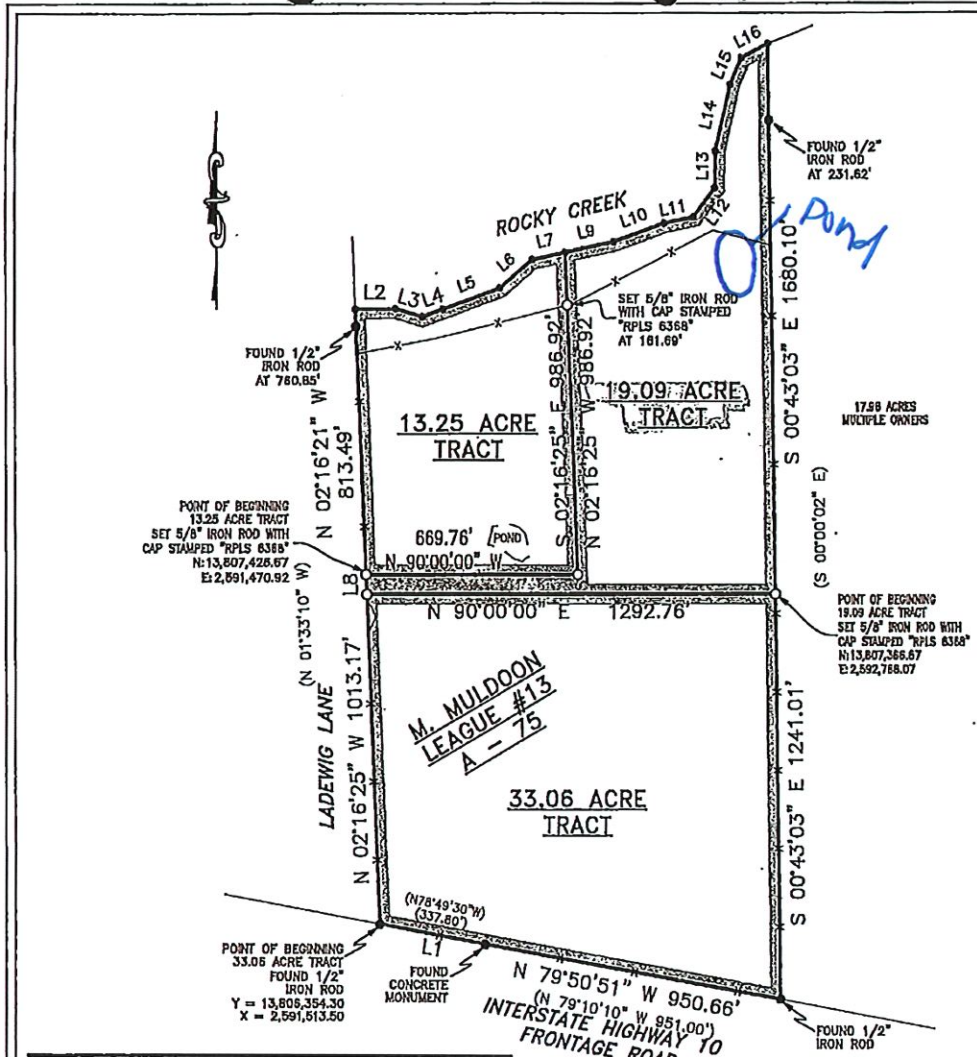 L16
L15
L14
L13
L12
FOUND 1/2"
IRON ROD
AT 231.62'
Pond
ROCKY CREEK
L11
L10
L9
L7
L6
L5
L4
L3
L2
S 00°43'03" E 1680.10'
SET 5/8" IRON ROD
WITH CAP STAMPED
"RPLS 6368"
AT 161.69'
FOUND 1/2"
IRON ROD
AT 760.85'
N 02°16'21" W
813.49'
13.25 ACRE
TRACT
S 02°16'25" E 986.92'
N 02°16'25" W 986.92'
19.09 ACRE
TRACT
17.98 ACRES
MULTIPLE OWNERS
(S 00°00'02" E)
POINT OF BEGINNING
13.25 ACRE TRACT
SET 5/8" IRON ROD WITH
CAP STAMPED "RPLS 6368"
N:13,807,428.67
E:2,591,470.92
669.76'
POND
N 90°00'00" W
L8
N 90°00'00" E 1292.76'
POINT OF BEGINNING
19.09 ACRE TRACT
SET 5/8" IRON ROD WITH
CAP STAMPED "RPLS 6368"
N:13,807,366.67
E:2,592,768.07
(N 01°33'10" W)
LADEWIG LANE
N 02°16'25" W 1013.17'
M. MULDOON
LEAGUE #13
A - 75
33.06 ACRE
TRACT
S 00°43'03" E 1241.01'
(N78°49'30"W)
(337.80')
L1
POINT OF BEGINNING
33.06 ACRE TRACT
FOUND 1/2"
IRON ROD
Y = 13,806,354.30
X = 2,591,513.50
FOUND
CONCRETE
MONUMENT
N 79°50'51" W 950.66'
(N 79°10'10" W 951.00')
INTERSTATE HIGHWAY 10
FRONTAGE ROAD
FOUND 1/2"
IRON ROD